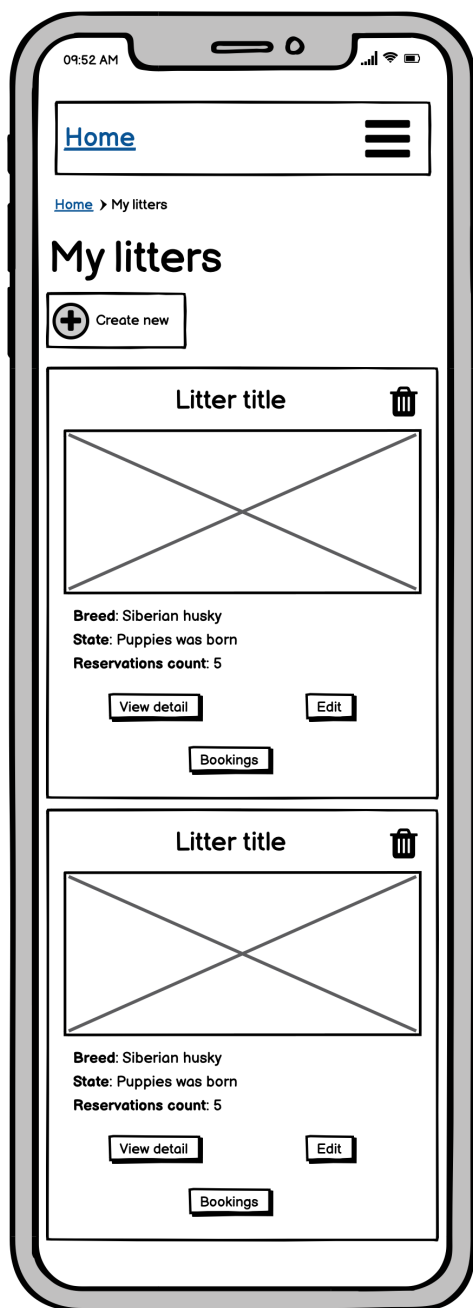 09:52 AM
Home
Home > My litters
My litters
Create new
Litter title
Breed: Siberian husky
State: Puppies was born
Reservations count: 5
View detail Edit
Bookings
Litter title
Breed: Siberian husky
State: Puppies was born
Reservations count: 5
View detail Edit
Bookings